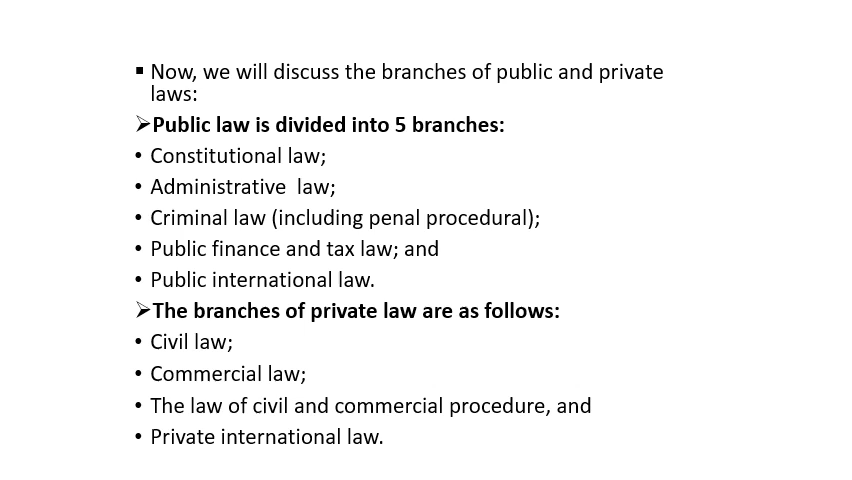 ▪ Now, we will discuss the branches of public and private
laws:
➢Public law is divided into 5 branches:
• Constitutional law;
• Administrative  law;
• Criminal law (including penal procedural);
• Public finance and tax law; and
• Public international law.
➢The branches of private law are as follows:
• Civil law;
• Commercial law;
• The law of civil and commercial procedure, and
• Private international law.